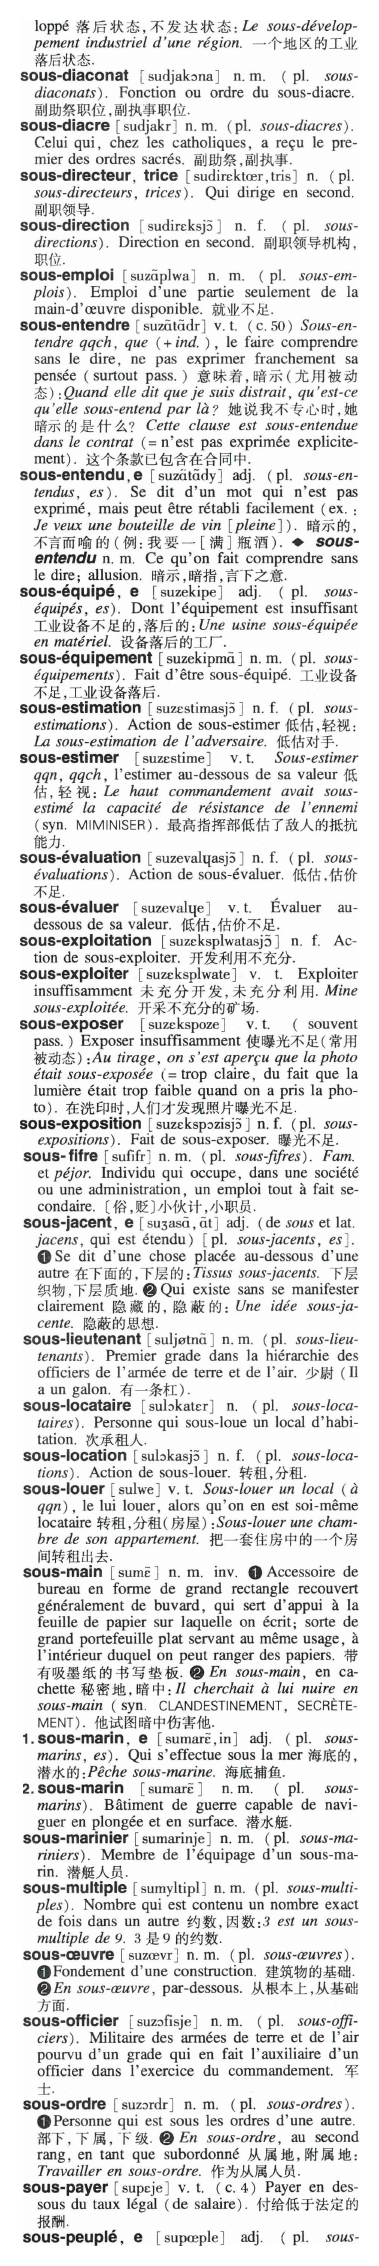 loppé 落后状态,不发达状态: Le sous-dévelop-
pement industriel d'une région. 一个地区的工业
落后状态.
sous-diaconat [sudjakɔna] n. m. ( pl. sous-
diaconats). Fonction ou ordre du sous-diacre.
副助祭职位,副执事职位.
sous-diacre [sudjakr] n. m. (pl. sous-diacres).
Celui qui, chez les catholiques, a reçu le pre-
mier des ordres sacrés. 副助祭,副执事.
sous-directeur, trice [sudirɛktœr,tris] n. (pl.
sous-directeurs, trices). Qui dirige en second.
副职领导.
sous-direction [sudirɛksjɔ̃] n. f. (pl. sous-
directions). Direction en second. 副职领导机构,
职位.
sous-emploi [suzɑ̃plwa] n. m. (pl. sous-em-
plois). Emploi d'une partie seulement de la
main-d'œuvre disponible. 就业不足.
sous-entendre [suzɑ̃tɑ̃dr] v. t. (c. 50) Sous-en-
tendre qqch, que (+ ind. ), le faire comprendre
sans le dire, ne pas exprimer franchement sa
pensée (surtout pass. ) 意味着,暗示(尤用被动
态):Quand elle dit que je suis distrait, qu'est-ce
qu'elle sous-entend par là? 她说我不专心时,她
暗示的是什么? Cette clause est sous-entendue
dans le contrat (= n'est pas exprimée explicite-
ment). 这个条款已包含在合同中.
sous-entendu, e [suzɑ̃tɑ̃dy] adj. (pl. sous-en-
tendus, es). Se dit d'un mot qui n'est pas
exprimé, mais peut être rétabli facilement (ex. :
Je veux une bouteille de vin [pleine]). 暗示的,
不言而喻的(例:我要一[满]瓶酒). ◆ sous-
entendu n. m. Ce qu'on fait comprendre sans
le dire; allusion. 暗示,暗指,言下之意.
sous-équipé, e [suzekipe] adj. (pl. sous-
équipés, es). Dont l'équipement est insuffisant
工业设备不足的,落后的:Une usine sous-équipée
en matériel. 设备落后的工厂.
sous-équipement [suzekipmɑ̃] n. m. (pl. sous-
équipements). Fait d'être sous-équipé. 工业设备
不足,工业设备落后.
sous-estimation [suzɛstimasjɔ̃] n. f. (pl. sous-
estimations). Action de sous-estimer 低估,轻视:
La sous-estimation de l'adversaire. 低估对手.
sous-estimer [suzɛstime] v. t. Sous-estimer
qqn, qqch, l'estimer au-dessous de sa valeur 低
估,轻视: Le haut commandement avait sous-
estimé la capacité de résistance de l'ennemi
(syn. MIMINISER). 最高指挥部低估了敌人的抵抗
能力.
sous-évaluation [suzevalɥasjɔ̃] n. f. (pl. sous-
évaluations). Action de sous-évaluer. 低估,估价
不足.
sous-évaluer [suzevalɥe] v. t. Évaluer au-
dessous de sa valeur. 低估,估价不足.
sous-exploitation [suzɛksplwatasjɔ̃] n. f. Ac-
tion de sous-exploiter. 开发利用不充分.
sous-exploiter [suzɛksplwate] v. t. Exploiter
insuffisamment 未充分开发,未充分利用. Mine
sous-exploitée. 开采不充分的矿场.
sous-exposer [suzɛkspoze] v. t. ( souvent
pass. ) Exposer insuffisamment 使曝光不足(常用
被动态):Au tirage, on s'est aperçu que la photo
était sous-exposée (= trop claire, du fait que la
lumière était trop faible quand on a pris la pho-
to). 在洗印时,人们才发现照片曝光不足.
sous-exposition [suzɛkspɔzisjɔ̃] n. f. (pl. sous-
expositions). Fait de sous-exposer. 曝光不足.
sous-fifre [sufifr] n. m. (pl. sous-fifres). Fam.
et péjor. Individu qui occupe, dans une société
ou une administration, un emploi tout à fait se-
condaire. 〔俗,贬〕小伙计,小职员.
sous-jacent, e [suʒasɑ̃, ɑ̃t] adj. (de sous et lat.
jacens, qui est étendu) [pl. sous-jacents, es].
❶ Se dit d'une chose placée au-dessous d'une
autre 在下面的,下层的:Tissus sous-jacents. 下层
织物,下层质地. ❷ Qui existe sans se manifester
clairement 隐藏的,隐蔽的: Une idée sous-ja-
cente. 隐蔽的思想.
sous-lieutenant [suljøtnɑ̃] n. m. (pl. sous-lieu-
tenants). Premier grade dans la hiérarchie des
officiers de l'armée de terre et de l'air. 少尉 (Il
a un galon. 有一条杠).
sous-locataire [sulɔkatɛr] n. (pl. sous-loca-
taires). Personne qui sous-loue un local d'habi-
tation. 次承租人.
sous-location [sulɔkasjɔ̃] n. f. (pl. sous-loca-
tions). Action de sous-louer. 转租,分租.
sous-louer [sulwe] v. t. Sous-louer un local (à
qqn), le lui louer, alors qu'on en est soi-même
locataire 转租,分租(房屋):Sous-louer une cham-
bre de son appartement. 把一套住房中的一个房
间转租出去.
sous-main [sumɛ̃] n. m. inv. ❶ Accessoire de
bureau en forme de grand rectangle recouvert
généralement de buvard, qui sert d'appui à la
feuille de papier sur laquelle on écrit; sorte de
grand portefeuille plat servant au même usage, à
l'intérieur duquel on peut ranger des papiers. 带
有吸墨纸的书写垫板. ❷ En sous-main, en ca-
chette 秘密地,暗中: Il cherchait à lui nuire en
sous-main ( syn. CLANDESTINEMENT, SECRÈTE-
MENT). 他试图暗中伤害他.
1. sous-marin, e [sumarɛ̃,in] adj. (pl. sous-
marins, es). Qui s'effectue sous la mer 海底的,
潜水的:Pêche sous-marine. 海底捕鱼.
2. sous-marin [sumarɛ̃] n. m. (pl. sous-
marins). Bâtiment de guerre capable de navi-
guer en plongée et en surface. 潜水艇.
sous-marinier [sumarinje] n. m. (pl. sous-ma-
riniers). Membre de l'équipage d'un sous-ma-
rin. 潜艇人员.
sous-multiple [sumyltipl] n. m. (pl. sous-multi-
ples). Nombre qui est contenu un nombre exact
de fois dans un autre 约数,因数:3 est un sous-
multiple de 9. 3 是 9 的约数.
sous-œuvre [suzœvr] n. m. (pl. sous-œuvres).
❶ Fondement d'une construction. 建筑物的基础.
❷ En sous-œuvre, par-dessous. 从根本上,从基础
方面.
sous-officier [suzɔfisje] n. m. (pl. sous-offi-
ciers). Militaire des armées de terre et de l'air
pourvu d'un grade qui en fait l'auxiliaire d'un
officier dans l'exercice du commandement. 军
士.
sous-ordre [suzɔrdr] n. m. (pl. sous-ordres).
❶ Personne qui est sous les ordres d'une autre.
部下,下属,下级. ❷ En sous-ordre, au second
rang, en tant que subordonné 从属地,附属地:
Travailler en sous-ordre. 作为从属人员.
sous-payer [supeje] v. t. (c. 4) Payer en des-
sous du taux légal (de salaire). 付给低于法定的
报酬.
sous-peuplé, e [supœple] adj. ( pl. sous-